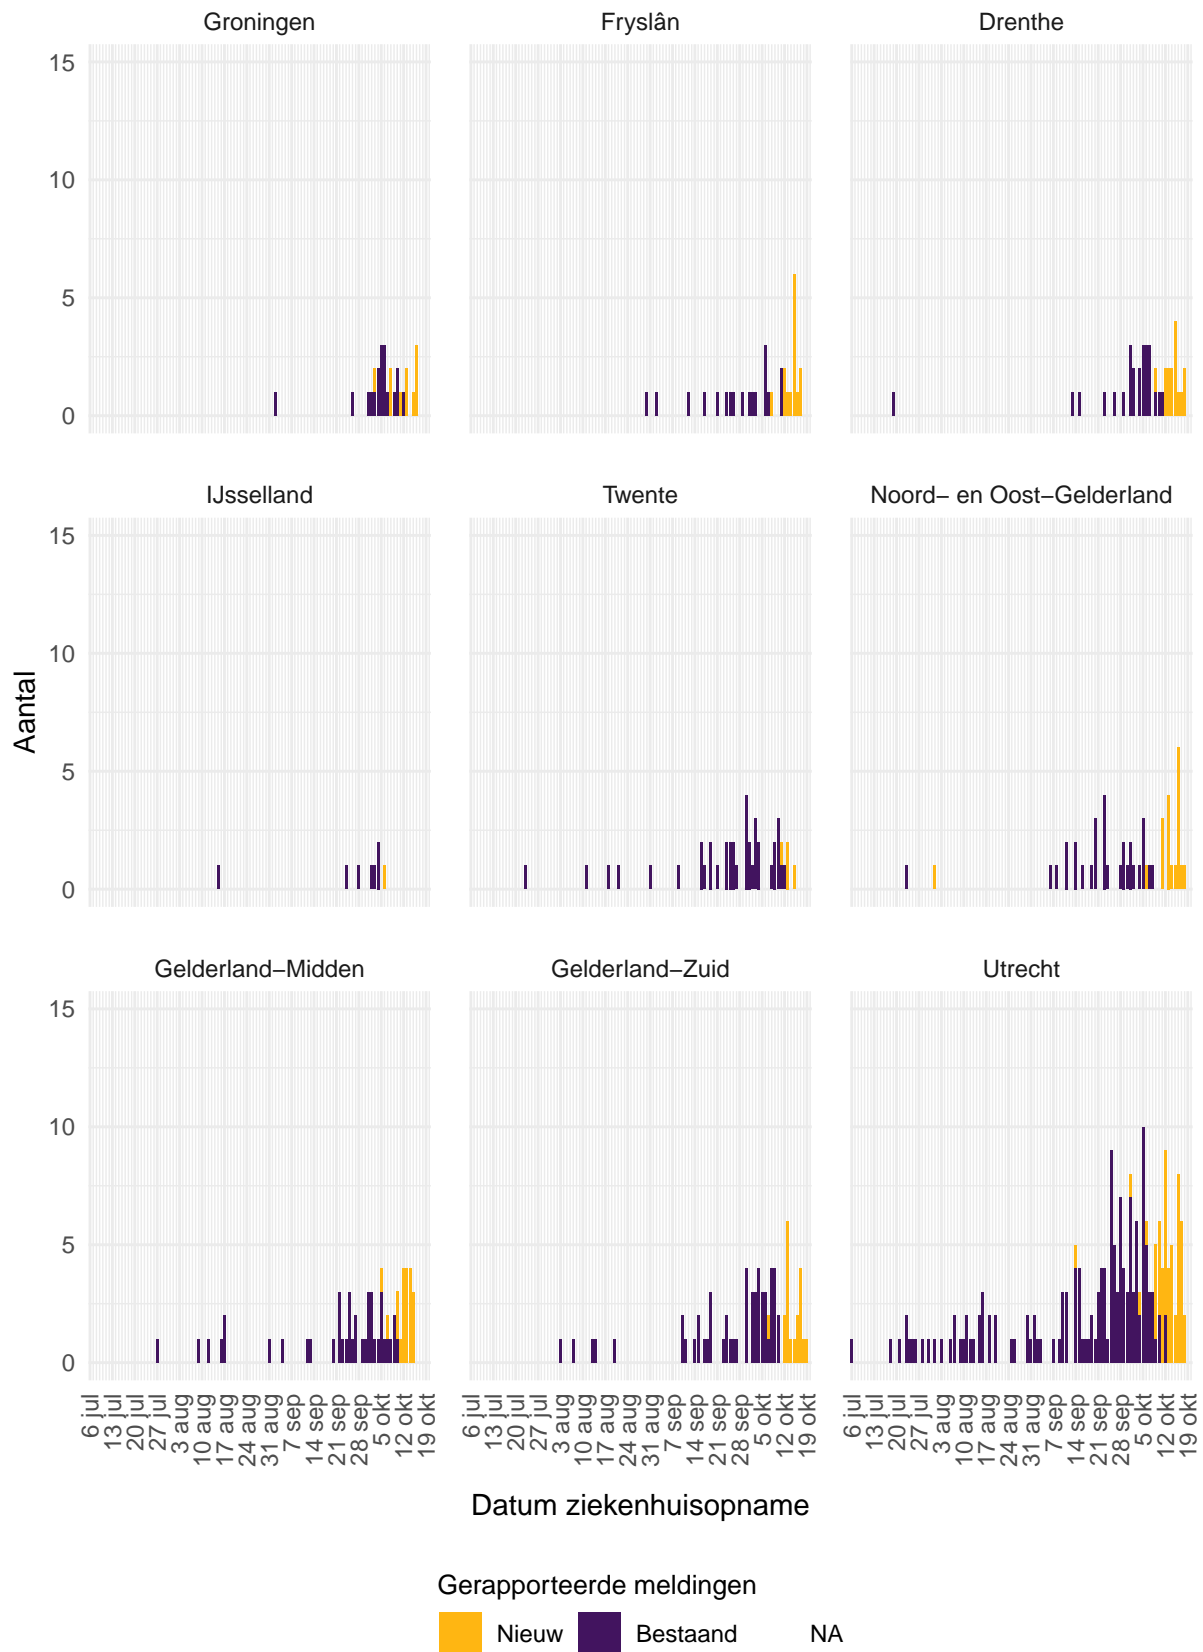 Groningen Fryslân Drenthe
15
10
5
0
IJsselland Twente Noord− en Oost−Gelderland
15
10
5
0
Aantal
Gelderland−Midden Gelderland−Zuid Utrecht
15
10
5
0
6 jul 13 jul 20 jul 27 jul 3 aug 10 aug 17 aug 24 aug 31 aug 7 sep 14 sep 21 sep 28 sep 5 okt 12 okt 19 okt
6 jul 13 jul 20 jul 27 jul 3 aug 10 aug 17 aug 24 aug 31 aug 7 sep 14 sep 21 sep 28 sep 5 okt 12 okt 19 okt
6 jul 13 jul 20 jul 27 jul 3 aug 10 aug 17 aug 24 aug 31 aug 7 sep 14 sep 21 sep 28 sep 5 okt 12 okt 19 okt
Datum ziekenhuisopname
Gerapporteerde meldingen
Nieuw Bestaand NA